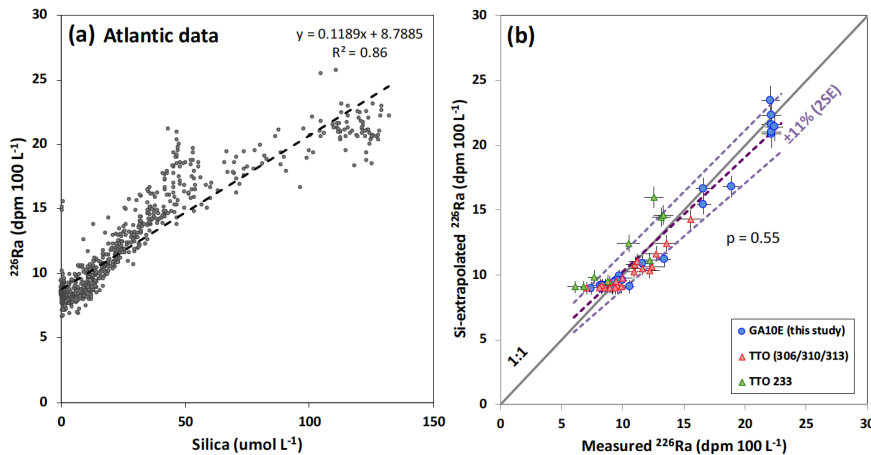 (a) Atlantic data
y = 0.1189x + 8.7885
R² = 0.86
²²⁶Ra (dpm 100 L⁻¹)
30
25
20
15
10
5
0
0 50 100 150
Silica (umol L⁻¹)
(b)
±11% (2SE)
p = 0.55
1:1
GA10E (this study)
TTO (306/310/313)
TTO 233
Si-extrapolated ²²⁶Ra (dpm 100 L⁻¹)
30
25
20
15
10
5
0
0 5 10 15 20 25 30
Measured ²²⁶Ra (dpm 100 L⁻¹)